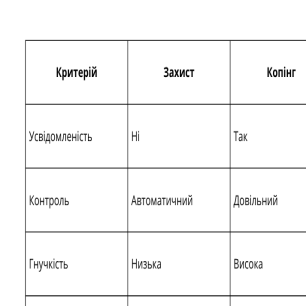 Критерій Захист Копінг
Усвідомленість Ні Так
Контроль Автоматичний Довільний
Гнучкість Низька Висока